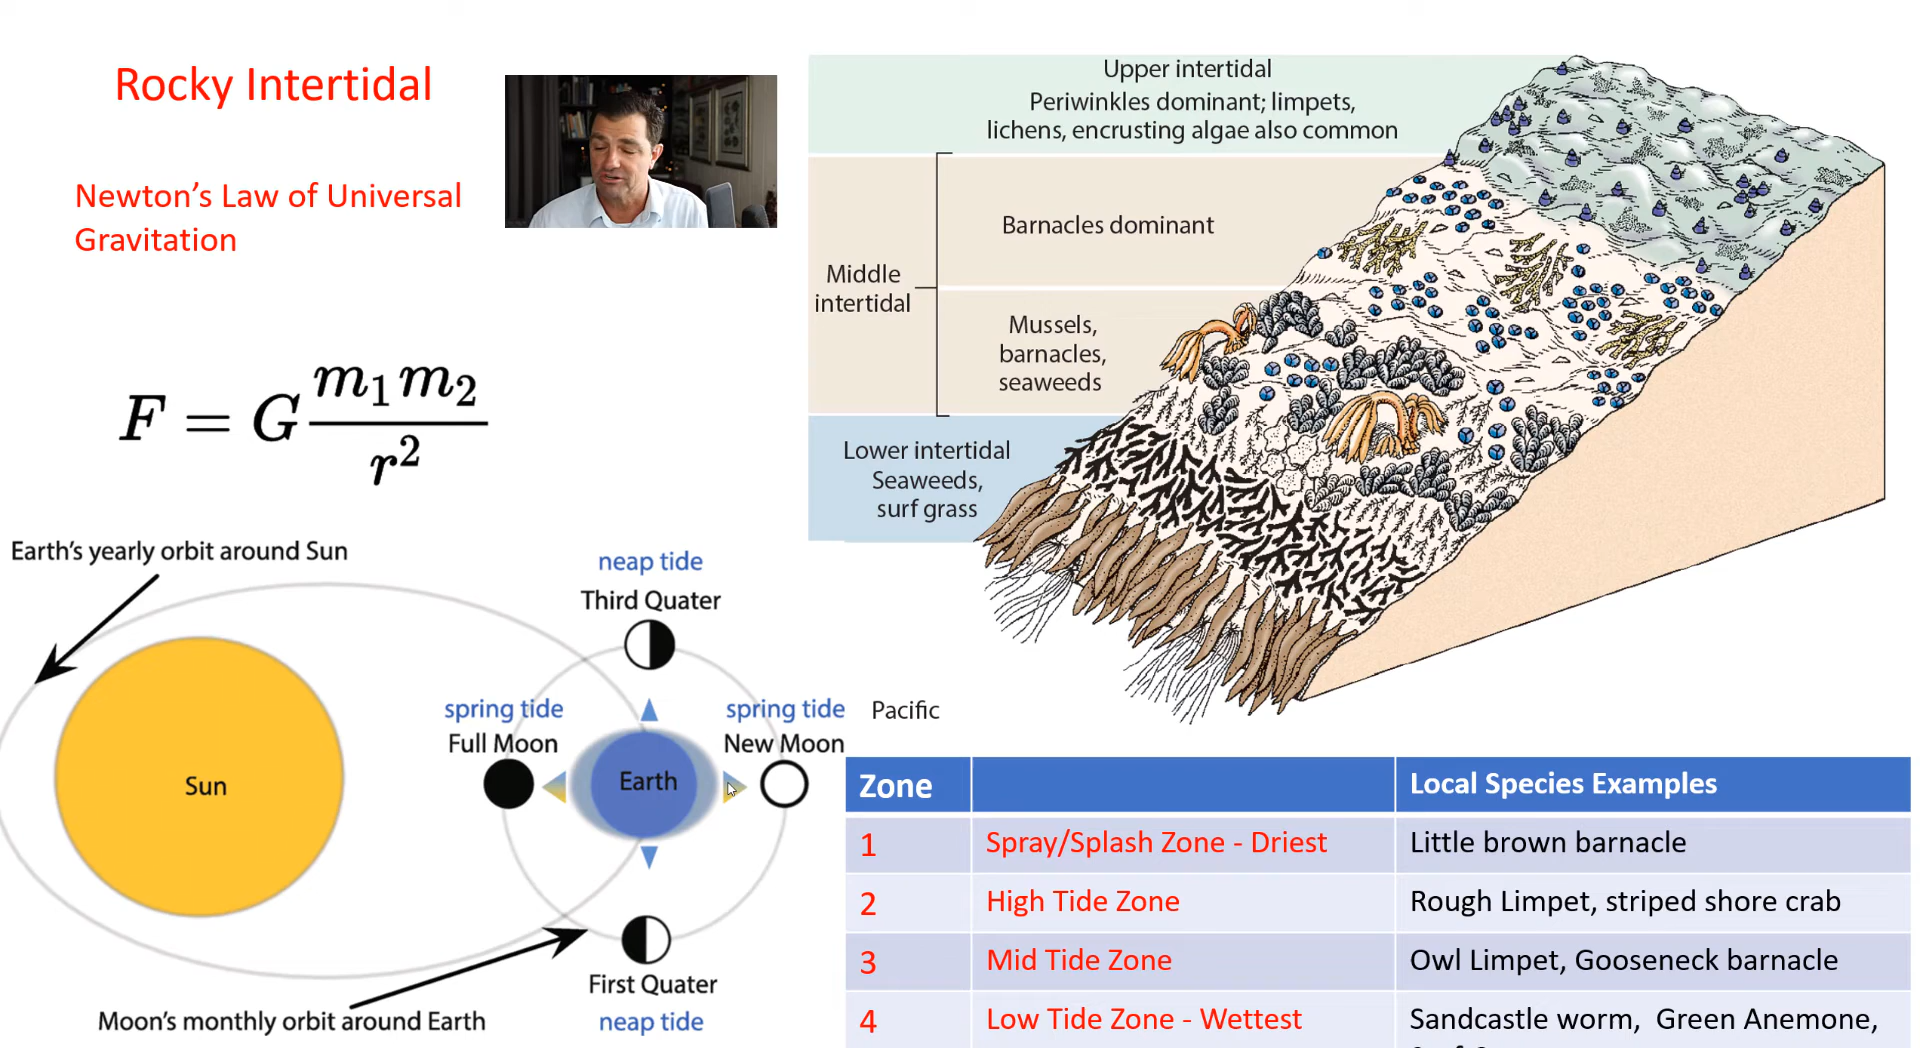 Rocky Intertidal
Newton's Law of Universal
Gravitation
F = G m₁ m₂ / r²
Upper intertidal
Periwinkles dominant; limpets,
lichens, encrusting algae also common
Barnacles dominant
Middle
intertidal
Mussels,
barnacles,
seaweeds
Lower intertidal
Seaweeds,
surf grass
Earth's yearly orbit around Sun
neap tide
Third Quater
spring tide
Full Moon
spring tide
New Moon
Sun
Earth
First Quater
neap tide
Moon's monthly orbit around Earth
Pacific
Zone
Local Species Examples
1 Spray/Splash Zone - Driest Little brown barnacle
2 High Tide Zone Rough Limpet, striped shore crab
3 Mid Tide Zone Owl Limpet, Gooseneck barnacle
4 Low Tide Zone - Wettest Sandcastle worm, Green Anemone,